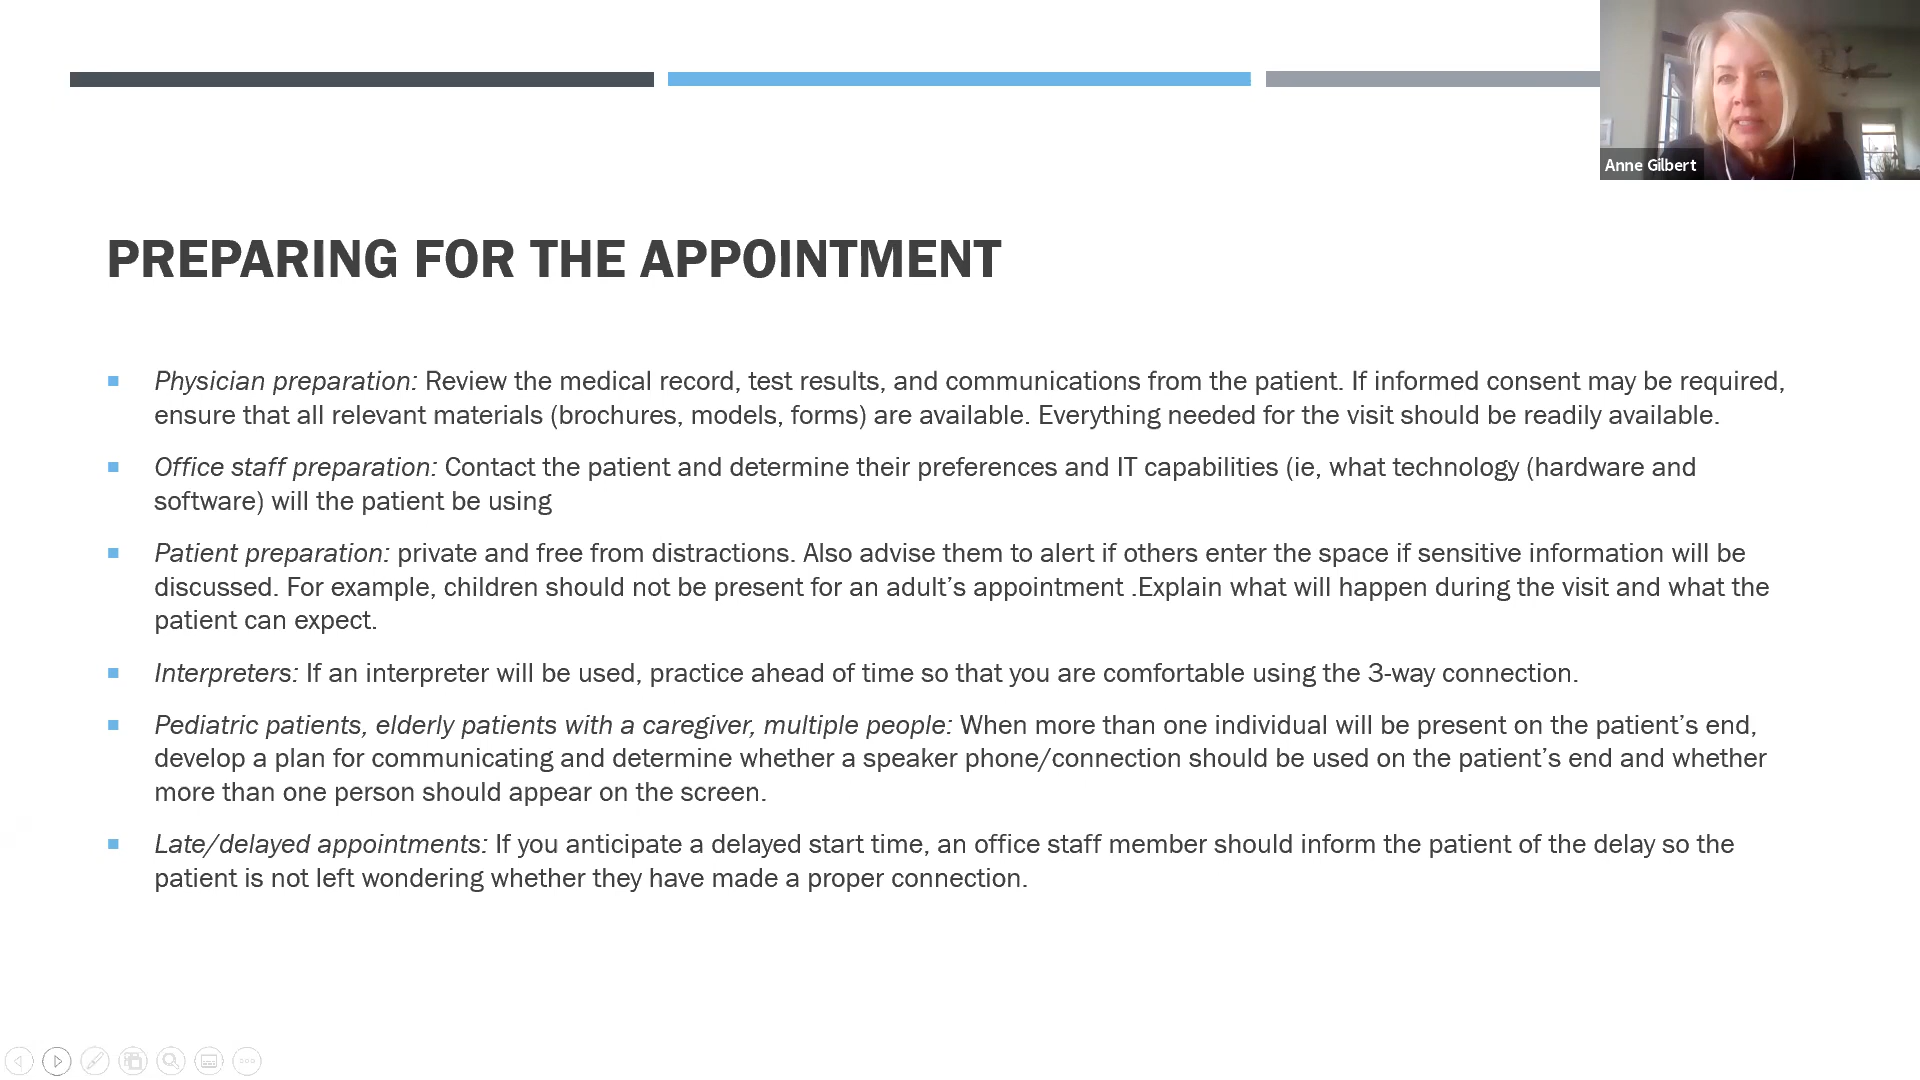 Anne Gilbert
PREPARING FOR THE APPOINTMENT
Physician preparation: Review the medical record, test results, and communications from the patient. If informed consent may be required,
ensure that all relevant materials (brochures, models, forms) are available. Everything needed for the visit should be readily available.
Office staff preparation: Contact the patient and determine their preferences and IT capabilities (ie, what technology (hardware and
software) will the patient be using
Patient preparation: private and free from distractions. Also advise them to alert if others enter the space if sensitive information will be
discussed. For example, children should not be present for an adult’s appointment .Explain what will happen during the visit and what the
patient can expect.
Interpreters: If an interpreter will be used, practice ahead of time so that you are comfortable using the 3-way connection.
Pediatric patients, elderly patients with a caregiver, multiple people: When more than one individual will be present on the patient’s end,
develop a plan for communicating and determine whether a speaker phone/connection should be used on the patient’s end and whether
more than one person should appear on the screen.
Late/delayed appointments: If you anticipate a delayed start time, an office staff member should inform the patient of the delay so the
patient is not left wondering whether they have made a proper connection.